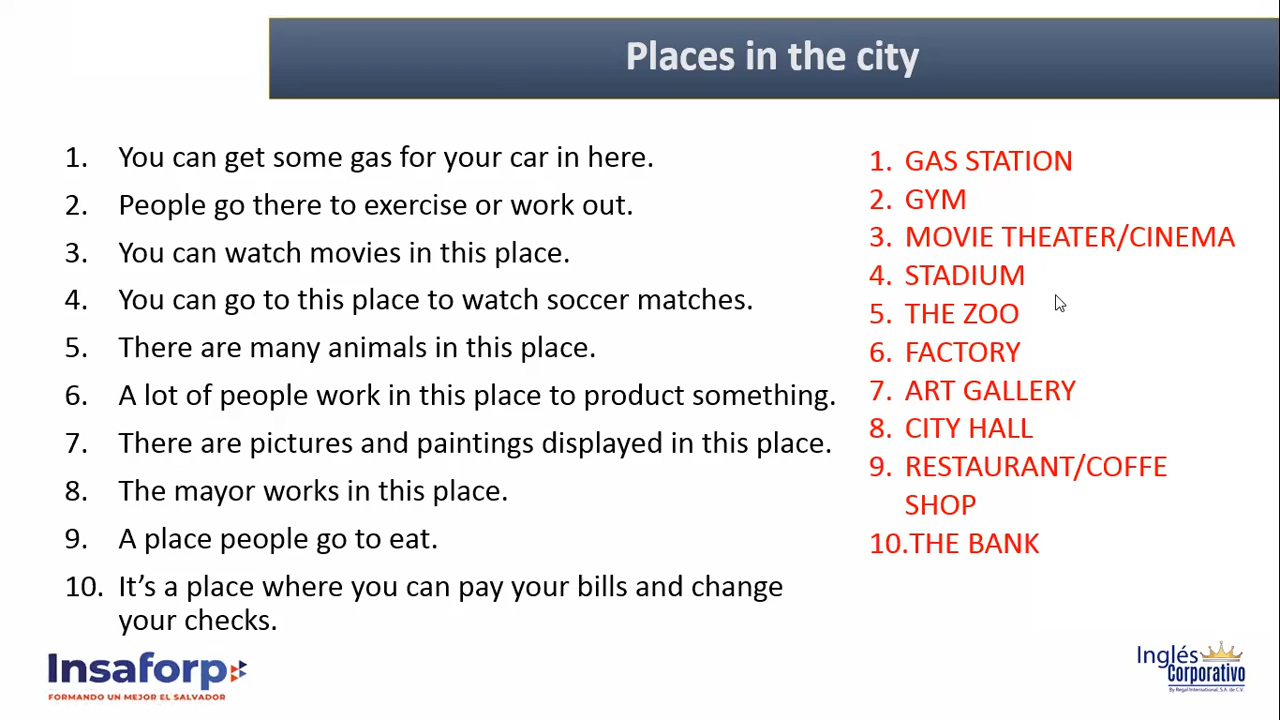 Places in the city
1. You can get some gas for your car in here.
2. People go there to exercise or work out.
3. You can watch movies in this place.
4. You can go to this place to watch soccer matches.
5. There are many animals in this place.
6. A lot of people work in this place to product something.
7. There are pictures and paintings displayed in this place.
8. The mayor works in this place.
9. A place people go to eat.
10. It's a place where you can pay your bills and change
your checks.
1. GAS STATION
2. GYM
3. MOVIE THEATER/CINEMA
4. STADIUM
5. THE ZOO
6. FACTORY
7. ART GALLERY
8. CITY HALL
9. RESTAURANT/COFFE
SHOP
10.THE BANK
Insaforp
FORMANDO UN MEJOR EL SALVADOR
Inglés
Corporativo
By Regal International, S.A. de C.V.